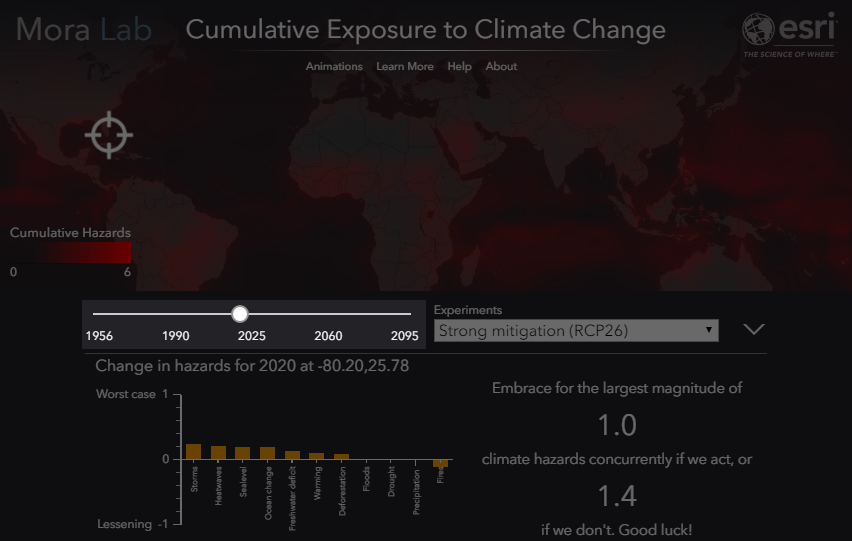 Mora Lab
Cumulative Exposure to Climate Change
esri
THE SCIENCE OF WHERE™
Animations Learn More Help About
Cumulative Hazards
0 6
1956 1990 2025 2060 2095
Experiments
Strong mitigation (RCP26)
Change in hazards for 2020 at -80.20,25.78
Worst case 1
0
Lessening -1
Storms
Heatwaves
Sealevel
Ocean change
Freshwater deficit
Warming
Deforestation
Floods
Drought
Precipitation
Fires
Embrace for the largest magnitude of
1.0
climate hazards concurrently if we act, or
1.4
if we don't. Good luck!